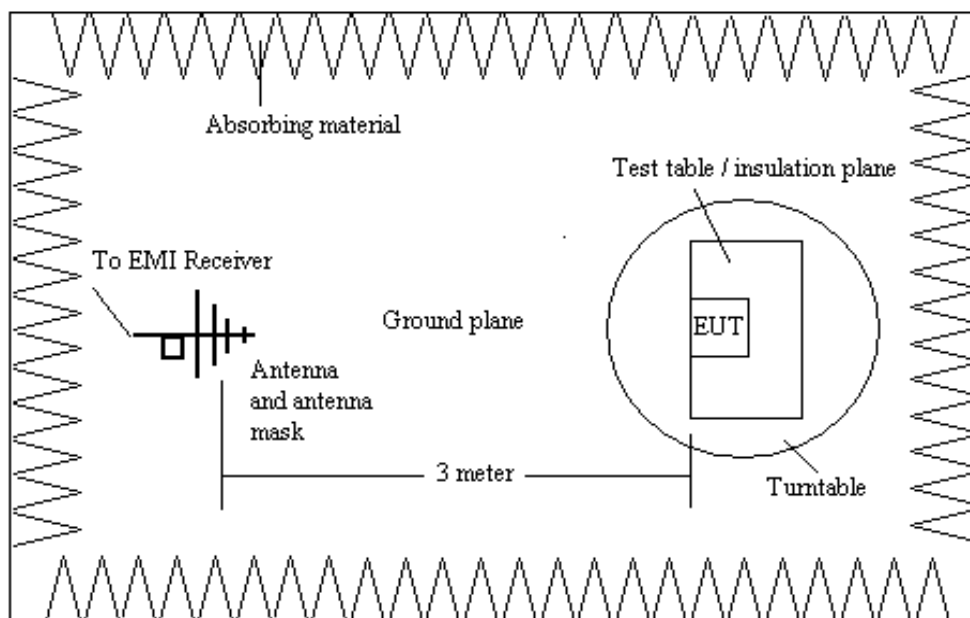 Absorbing material
Test table / insulation plane
To EMI Receiver
Ground plane
EUT
Antenna
and antenna
mask
3 meter
Turntable